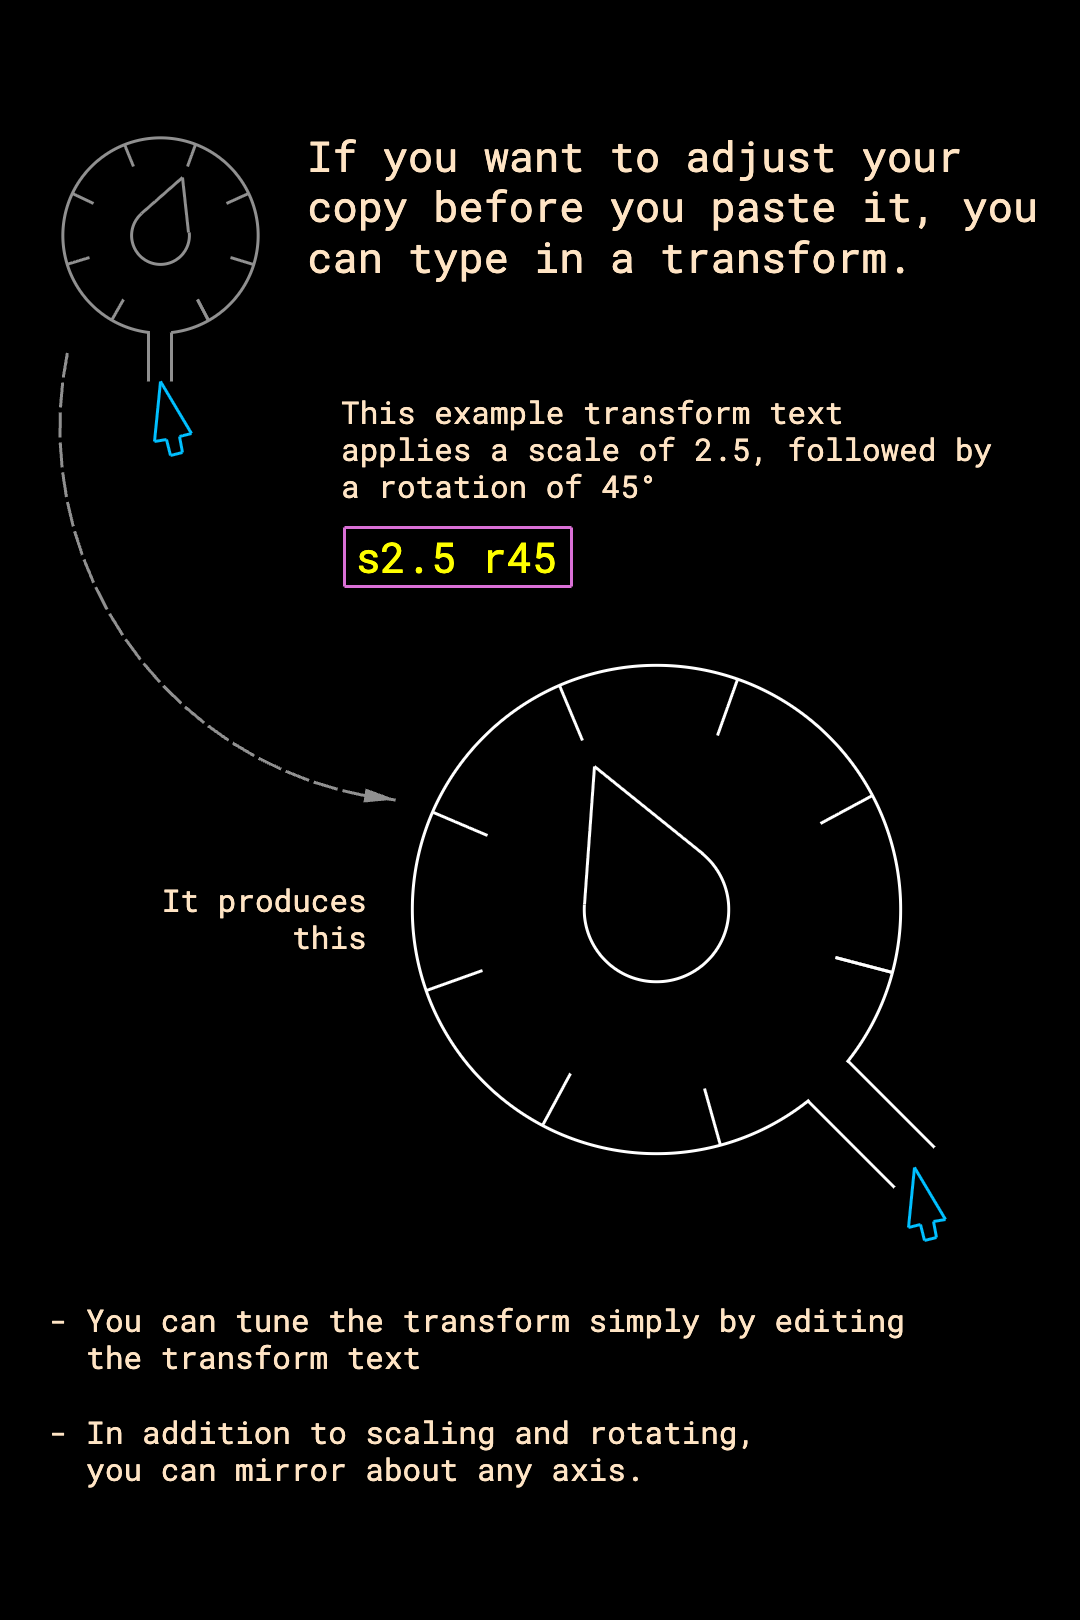 If you want to adjust your
copy before you paste it, you
can type in a transform.
This example transform text
applies a scale of 2.5, followed by
a rotation of 45°
s2.5 r45
It produces
this
- You can tune the transform simply by editing
the transform text
- In addition to scaling and rotating,
you can mirror about any axis.